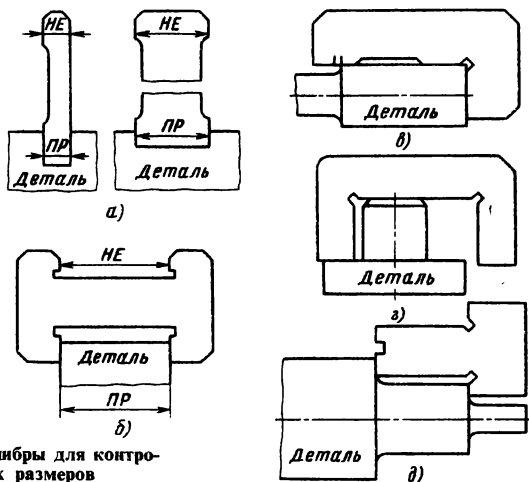 НЕ
НЕ
ПР
ПР
Деталь
Деталь
а)
НЕ
Деталь
ПР
б)
Деталь
в)
Деталь
г)
Деталь
д)
ибры для контро-
х размеров